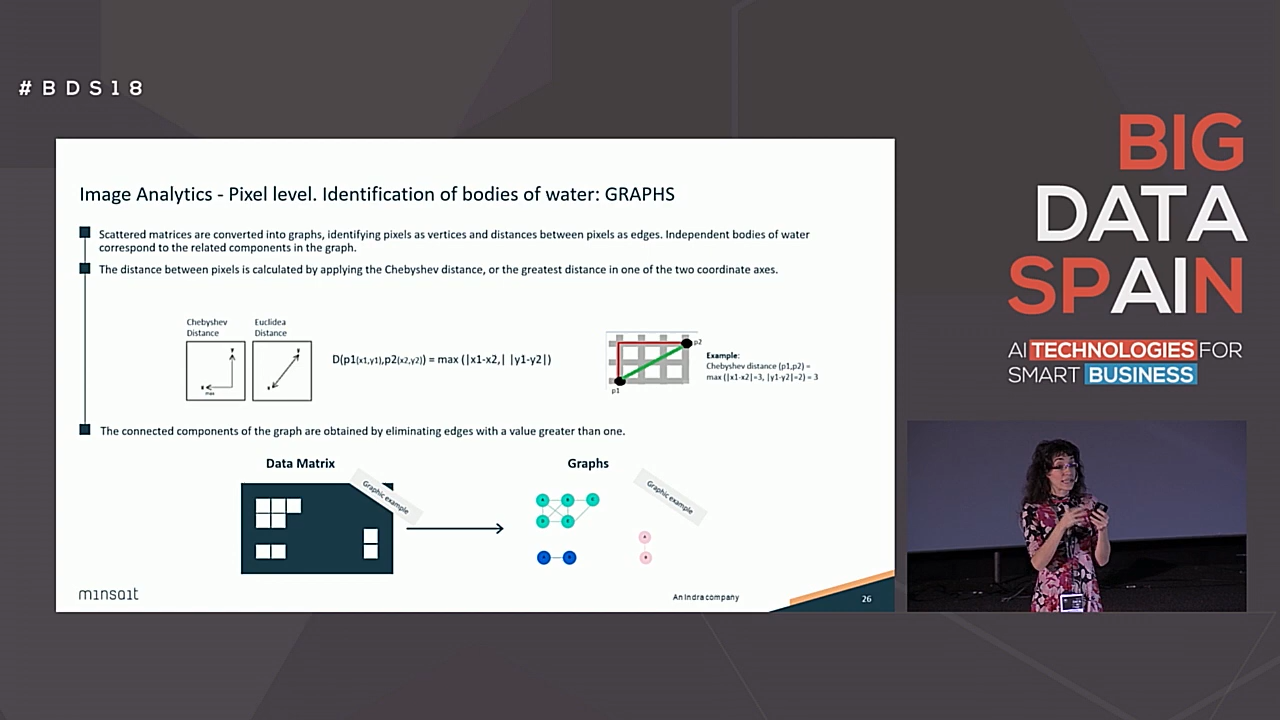 #BDS18
BIG
DATA
SPAIN
AI TECHNOLOGIES FOR
SMART BUSINESS
Image Analytics - Pixel level. Identification of bodies of water: GRAPHS
Scattered matrices are converted into graphs, identifying pixels as vertices and distances between pixels as edges. Independent bodies of water
correspond to the related components in the graph.
The distance between pixels is calculated by applying the Chebyshev distance, or the greatest distance in one of the two coordinate axes.
Chebyshev
Distance
Euclidea
Distance
max
D(p1(x1,y1),p2(x2,y2)) = max (|x1-x2,| |y1-y2|)
p2
p1
Example:
Chebyshev distance (p1,p2) =
max (|x1-x2|=3, |y1-y2|=2) = 3
The connected components of the graph are obtained by eliminating edges with a value greater than one.
Data Matrix
Graphs
Graphic example
Graphic example
minsait
An Indra company
26